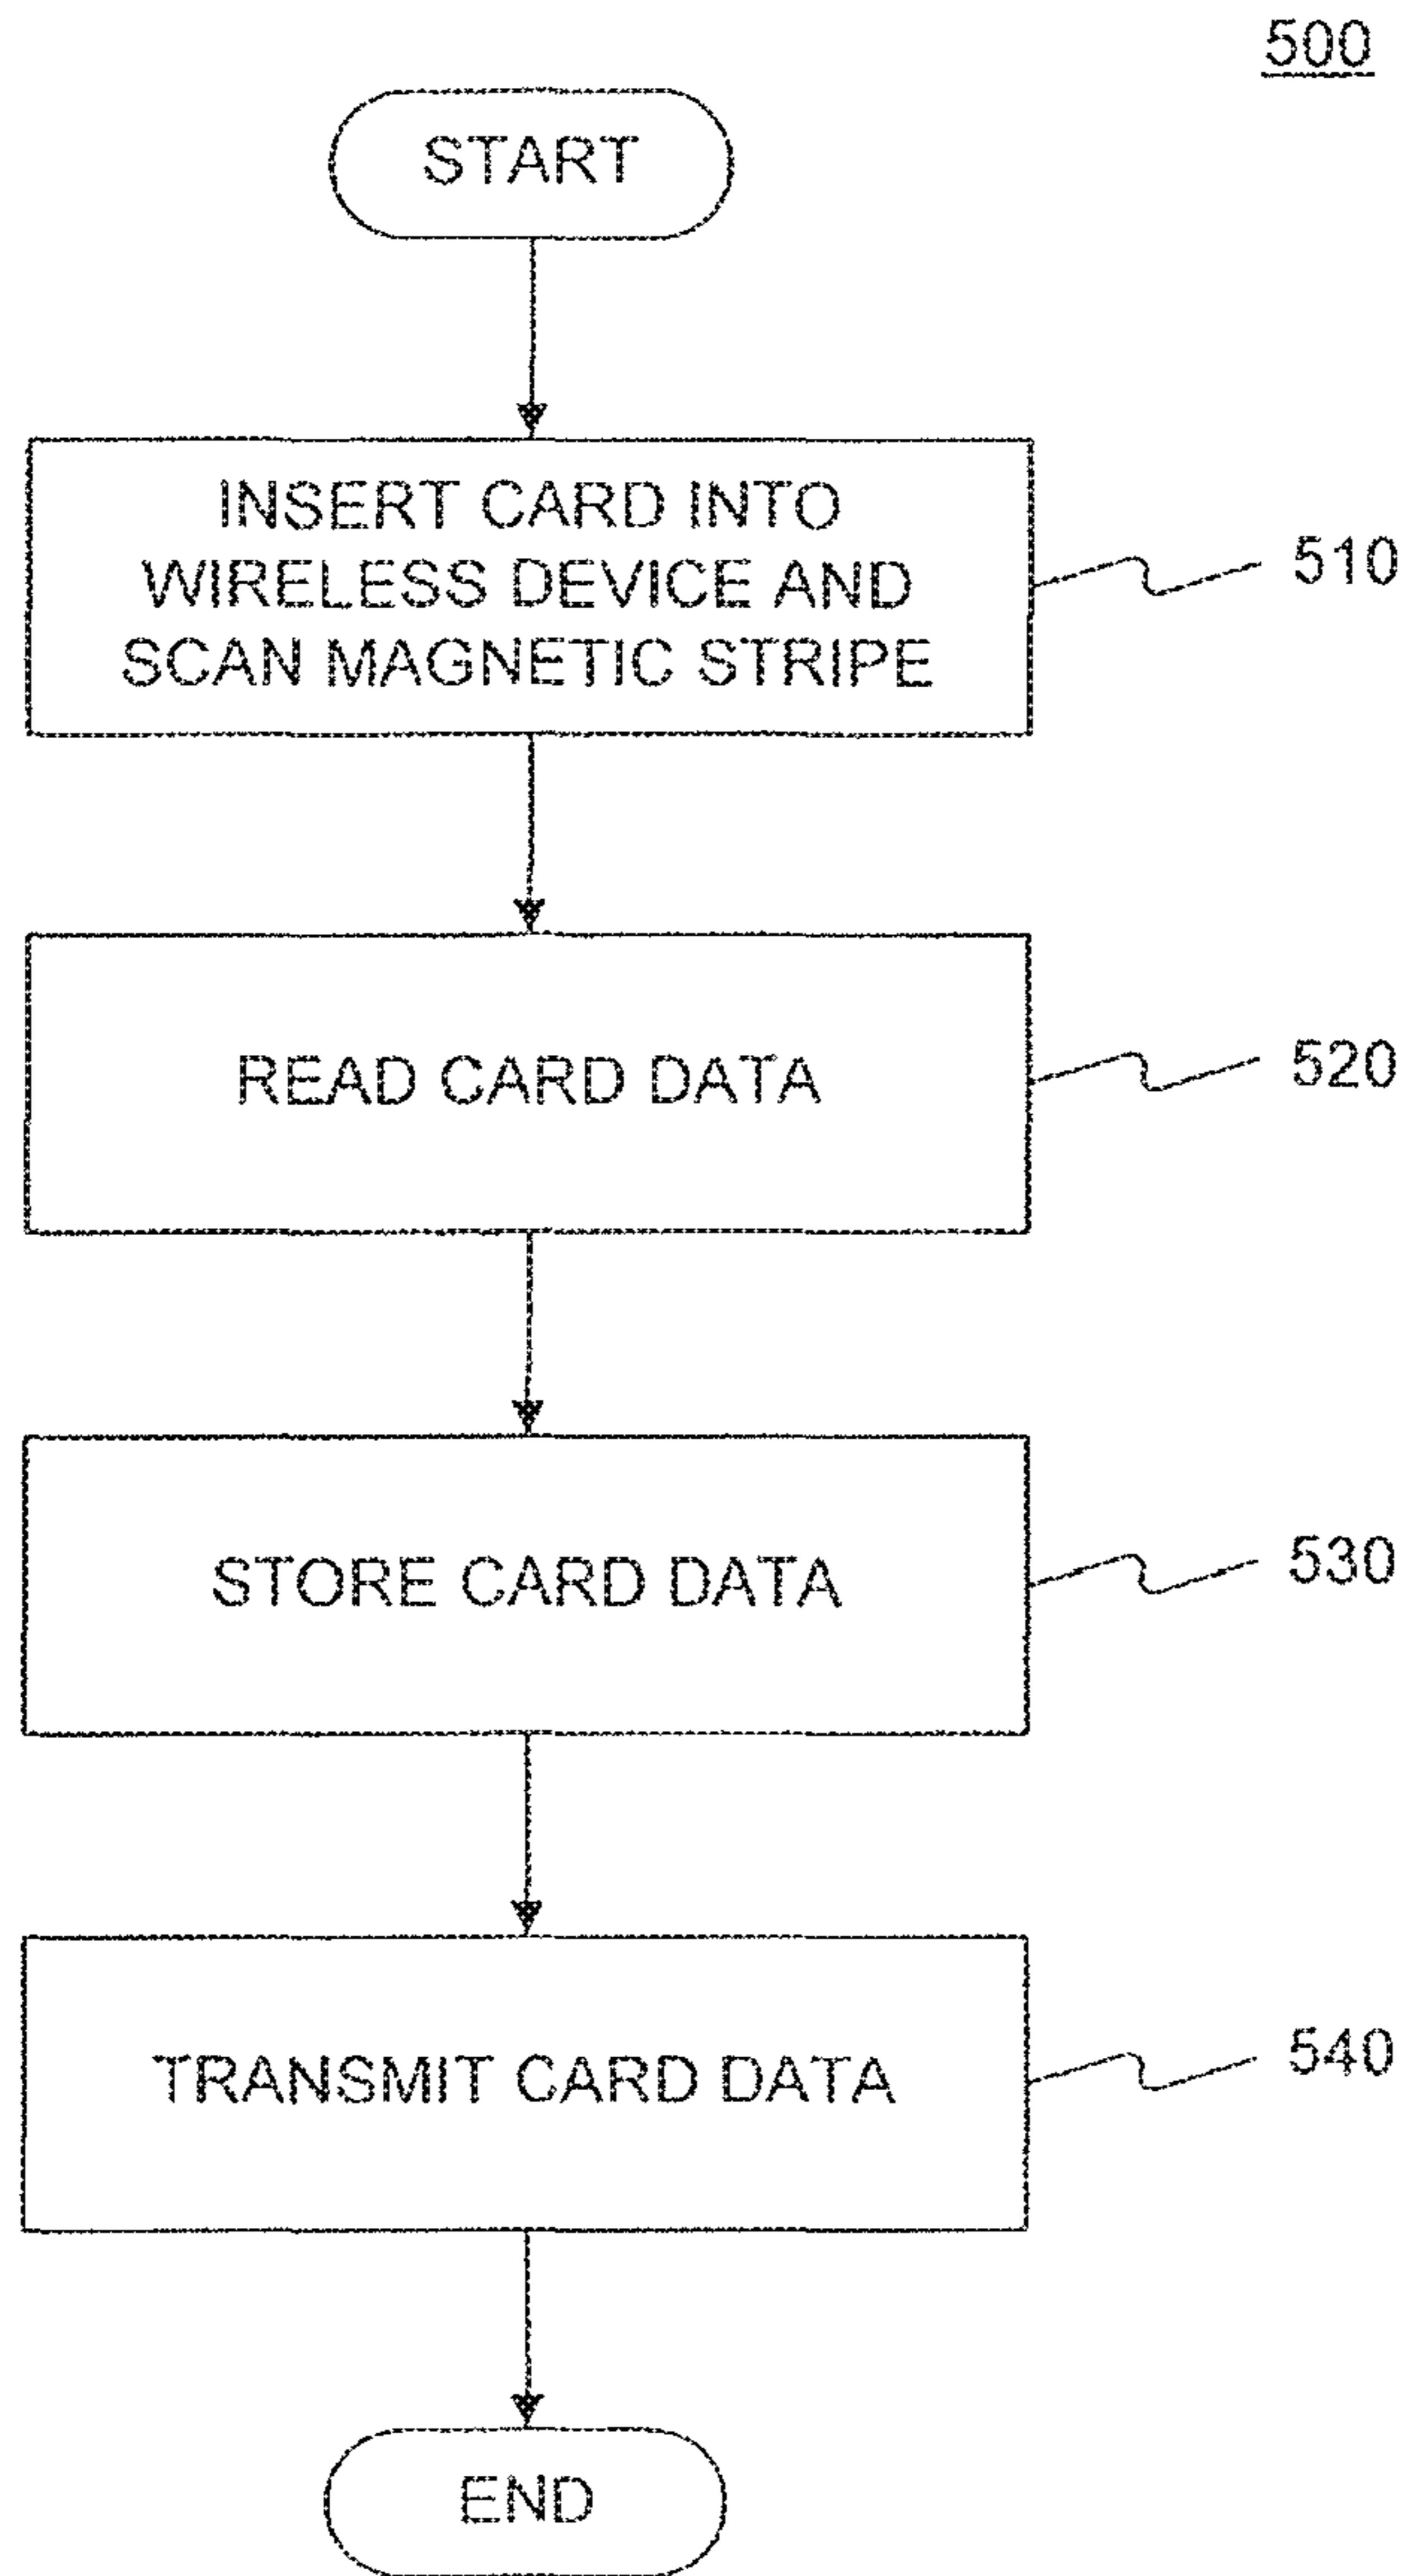 500
START
INSERT CARD INTO
WIRELESS DEVICE AND
SCAN MAGNETIC STRIPE
510
READ CARD DATA
520
STORE CARD DATA
530
TRANSMIT CARD DATA
540
END